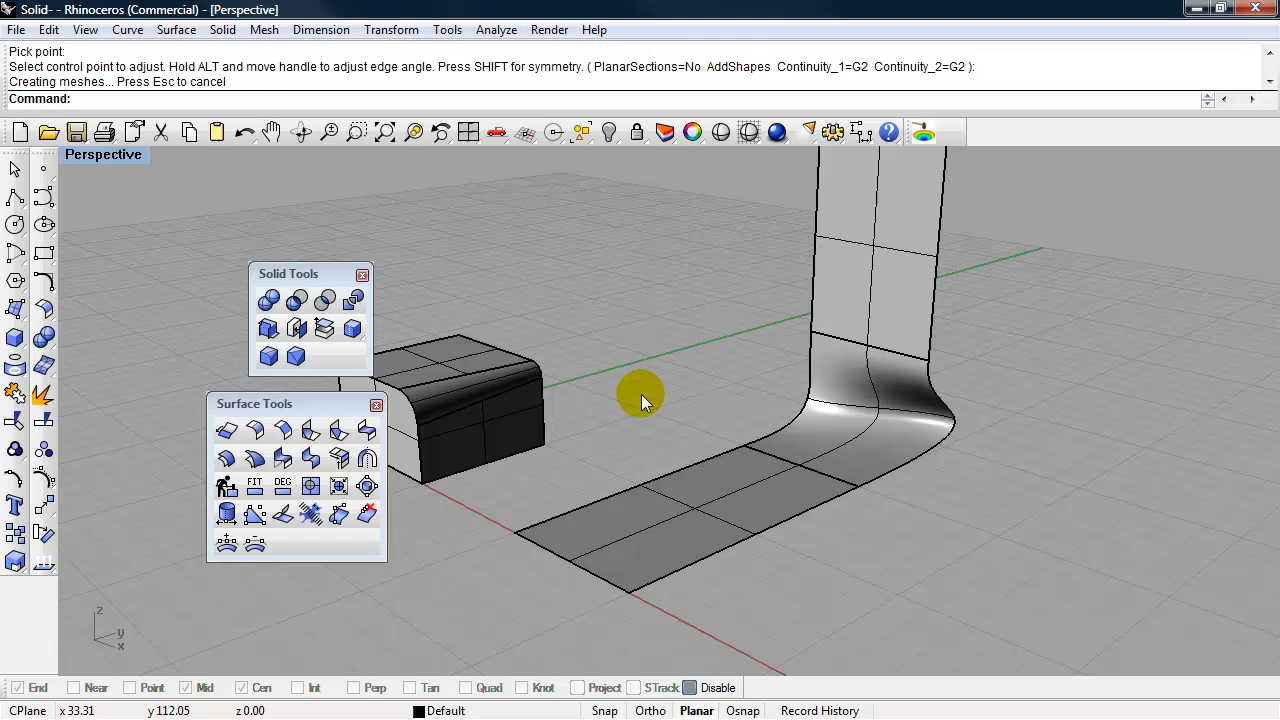 Solid- - Rhinoceros (Commercial) - [Perspective]
File Edit View Curve Surface Solid Mesh Dimension Transform Tools Analyze Render Help
Pick point:
Select control point to adjust. Hold ALT and move handle to adjust edge angle. Press SHIFT for symmetry. ( PlanarSections=No AddShapes Continuity_1=G2 Continuity_2=G2 ):
Creating meshes... Press Esc to cancel
Command:
Perspective
Solid Tools
Surface Tools
FIT DEG
z
y
x
End Near Point Mid Cen Int Perp Tan Quad Knot Project STrack Disable
CPlane x 33.31 y 112.05 z 0.00 Default Snap Ortho Planar Osnap Record History